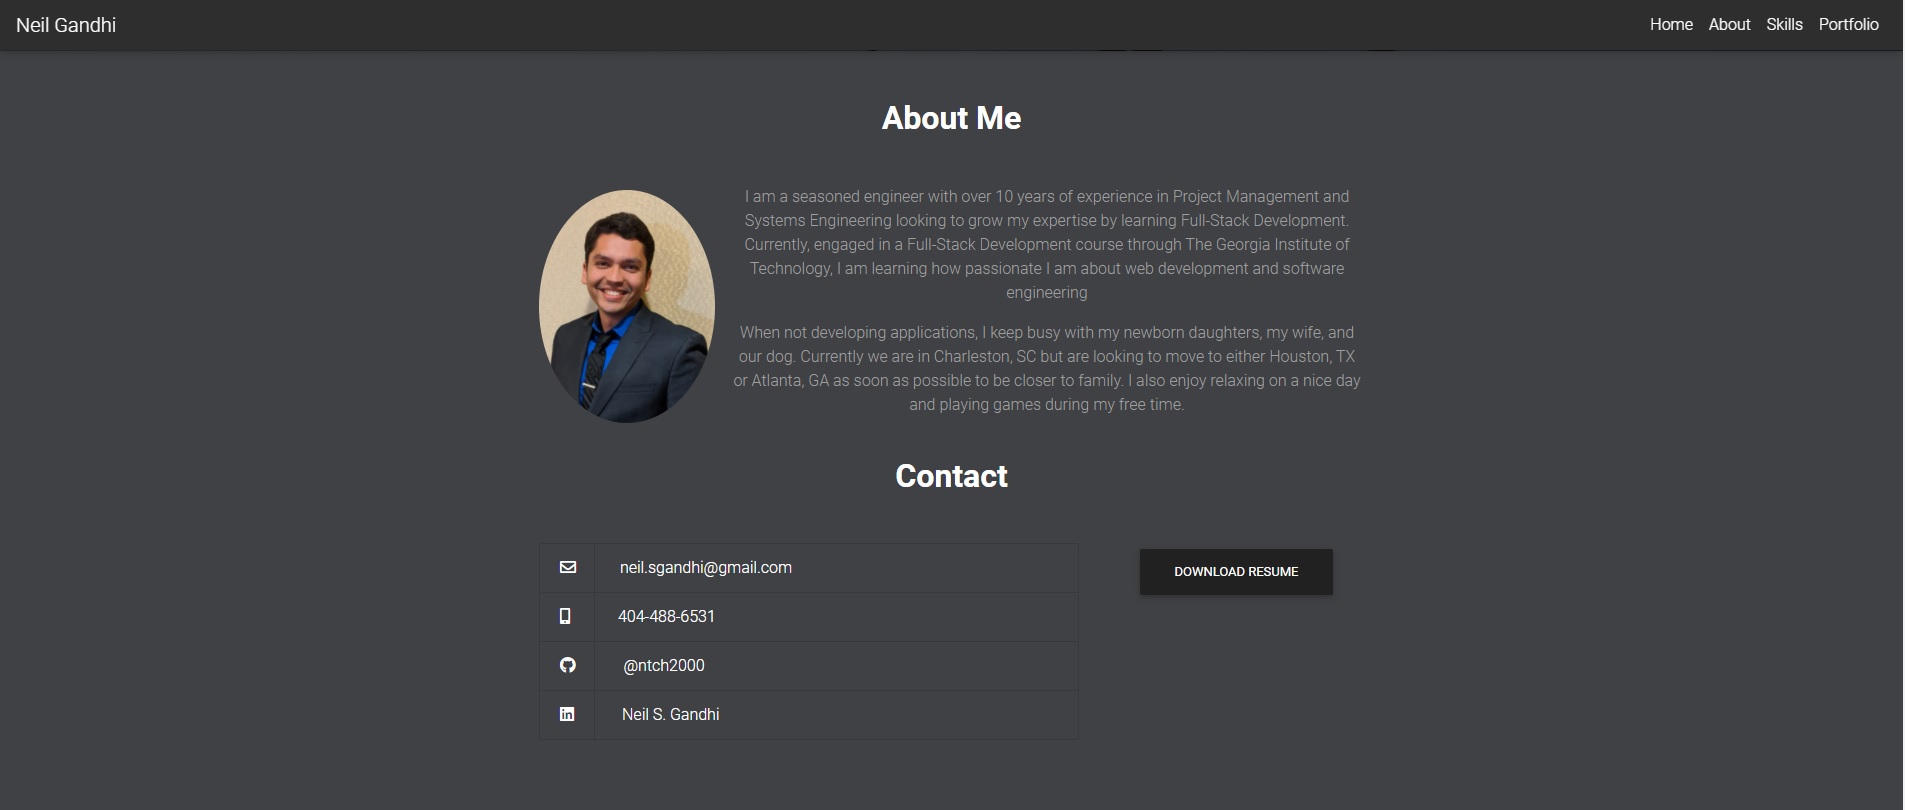 Neil Gandhi
Home About Skills Portfolio
About Me
I am a seasoned engineer with over 10 years of experience in Project Management and
Systems Engineering looking to grow my expertise by learning Full-Stack Development.
Currently, engaged in a Full-Stack Development course through The Georgia Institute of
Technology, I am learning how passionate I am about web development and software
engineering
When not developing applications, I keep busy with my newborn daughters, my wife, and
our dog. Currently we are in Charleston, SC but are looking to move to either Houston, TX
or Atlanta, GA as soon as possible to be closer to family. I also enjoy relaxing on a nice day
and playing games during my free time.
Contact
neil.sgandhi@gmail.com
404-488-6531
@ntch2000
Neil S. Gandhi
DOWNLOAD RESUME